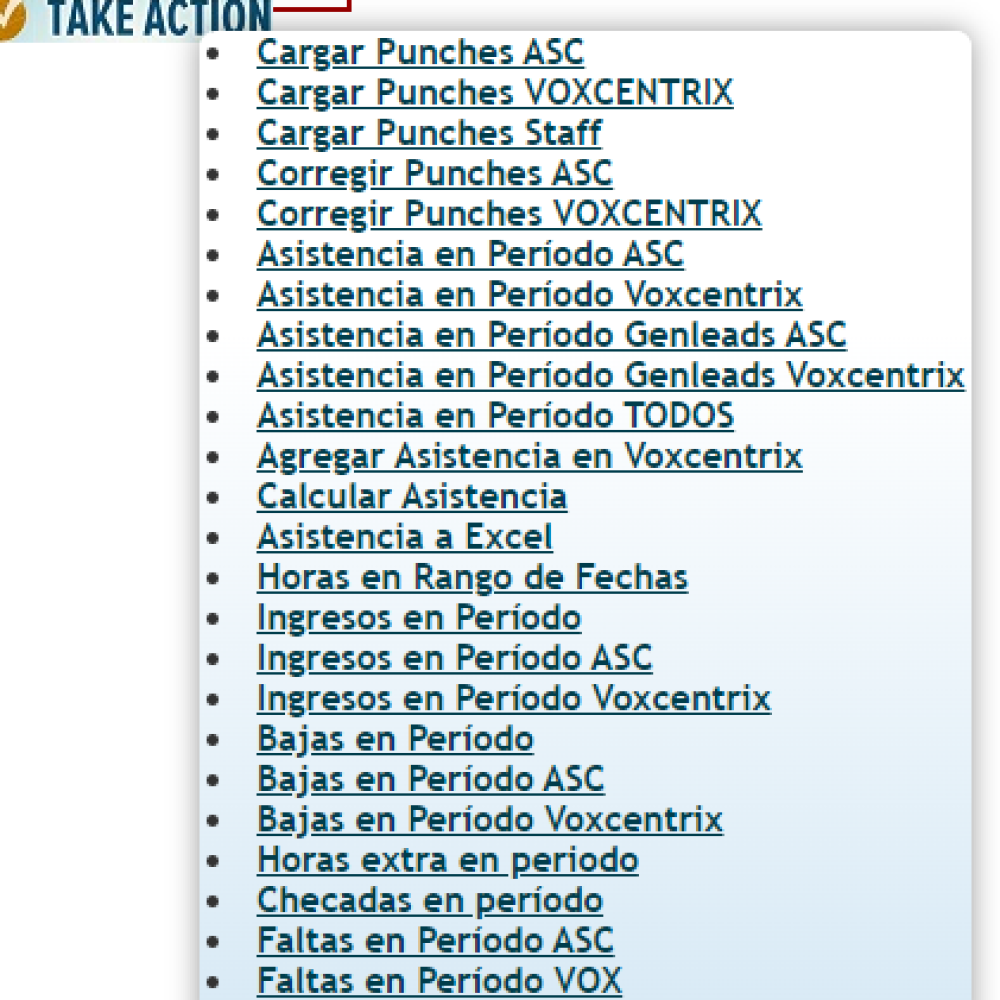 TAKE ACTION
Cargar Punches ASC
Cargar Punches VOXCENTRIX
Cargar Punches Staff
Corregir Punches ASC
Corregir Punches VOXCENTRIX
Asistencia en Período ASC
Asistencia en Período Voxcentrix
Asistencia en Período Genleads ASC
Asistencia en Período Genleads Voxcentrix
Asistencia en Período TODOS
Agregar Asistencia en Voxcentrix
Calcular Asistencia
Asistencia a Excel
Horas en Rango de Fechas
Ingresos en Período
Ingresos en Período ASC
Ingresos en Período Voxcentrix
Bajas en Período
Bajas en Período ASC
Bajas en Período Voxcentrix
Horas extra en periodo
Checadas en período
Faltas en Período ASC
Faltas en Período VOX